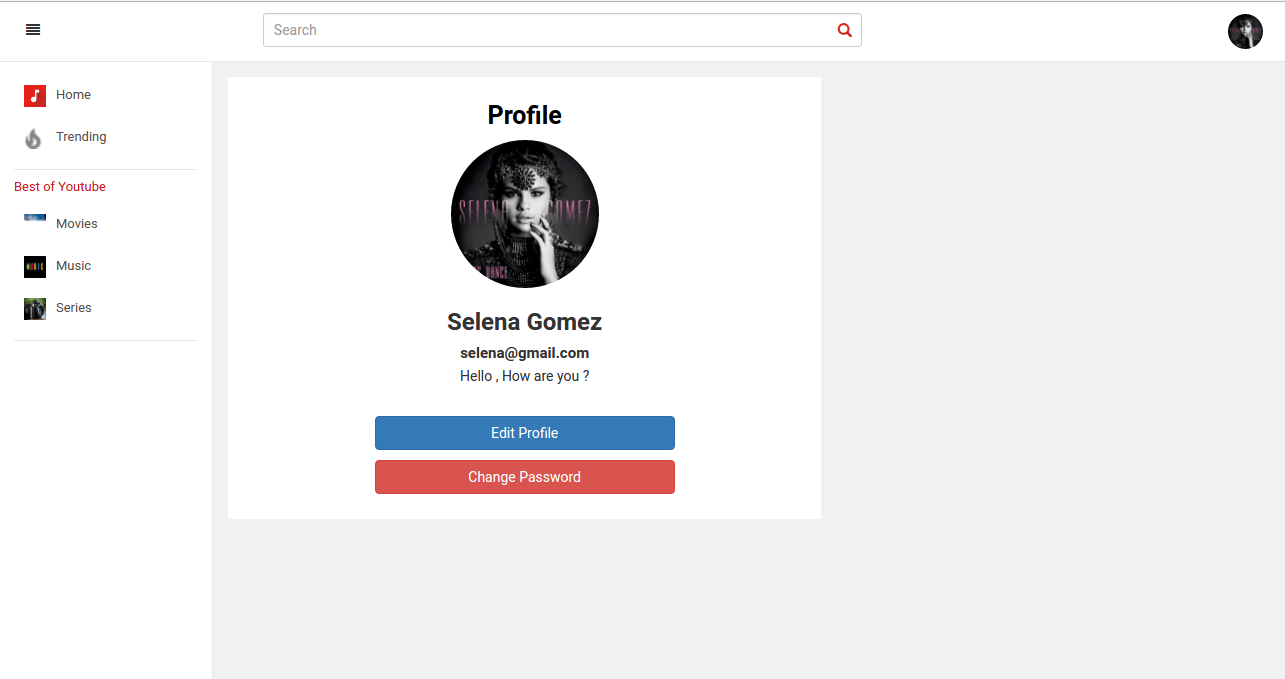 Search
Home
Trending
Best of Youtube
Movies
Music
Series
Profile
SELENA GOMEZ
DANCE
Selena Gomez
selena@gmail.com
Hello , How are you ?
Edit Profile
Change Password